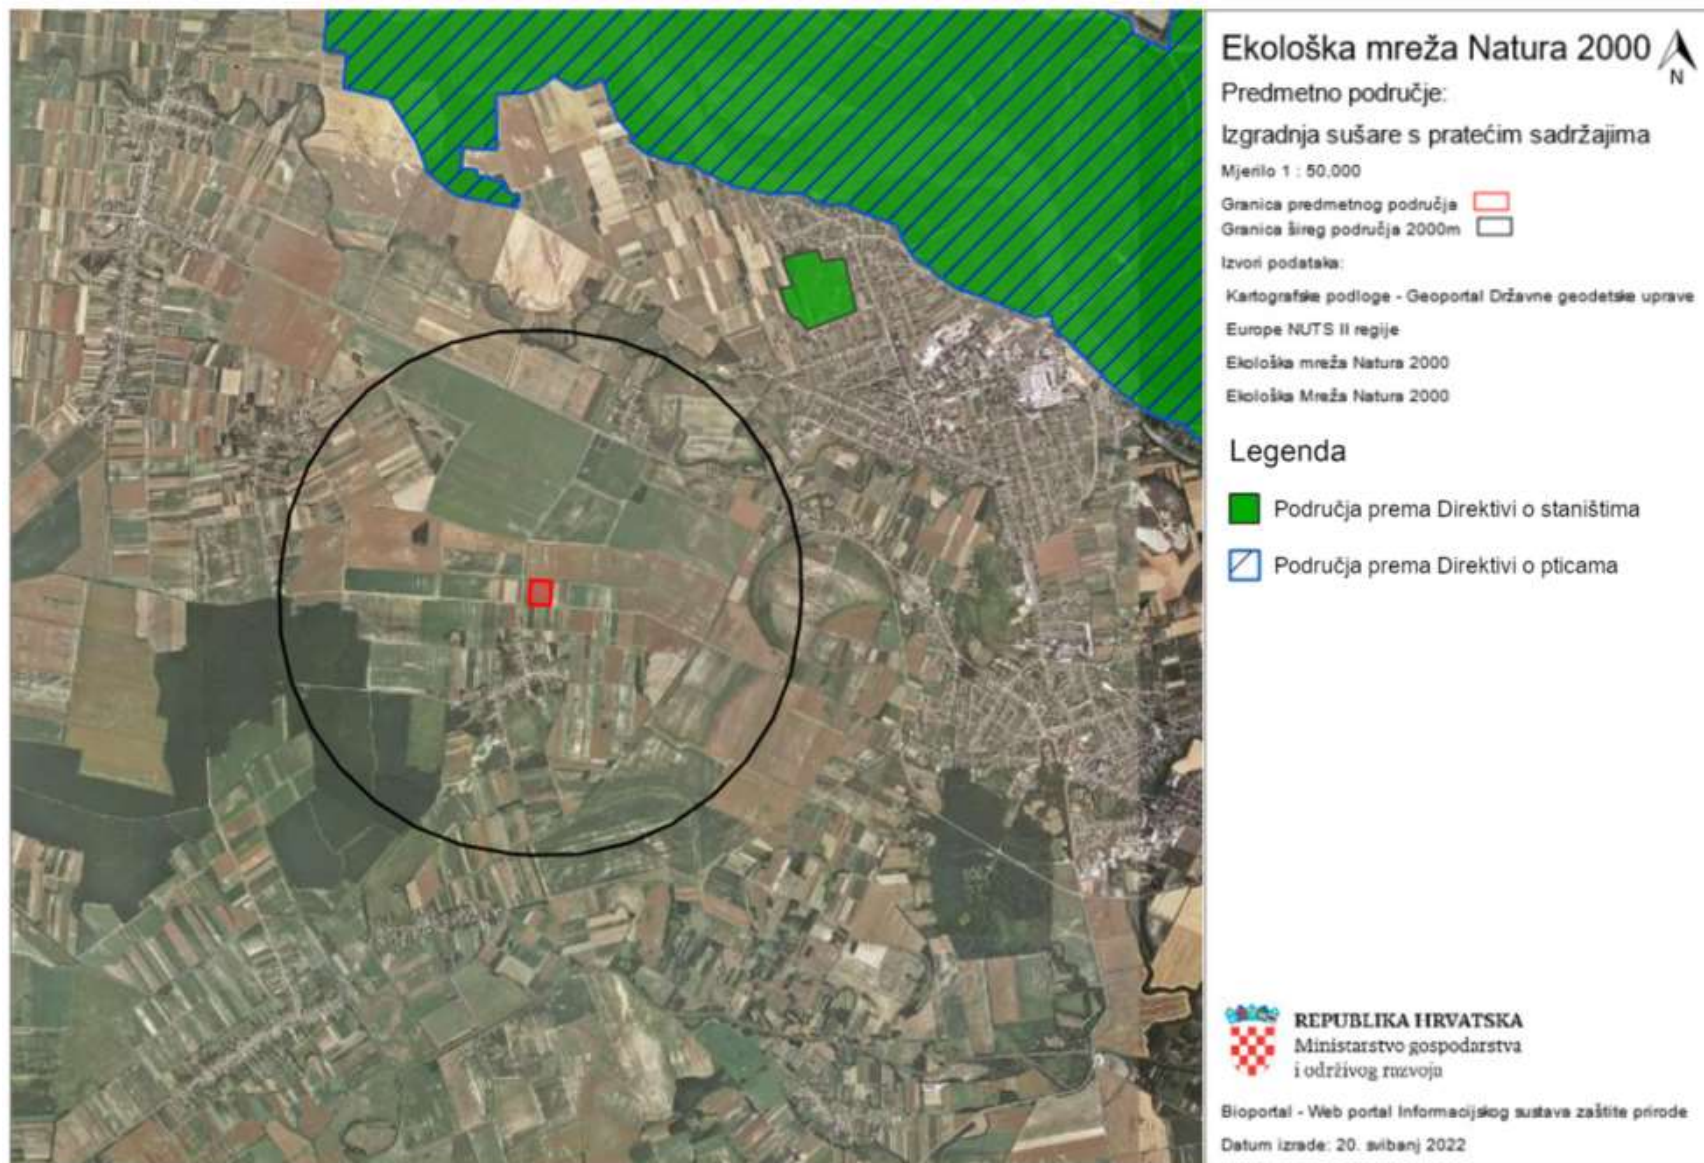 Ekološka mreža Natura 2000
N
Predmetno područje:
Izgradnja sušare s pratećim sadržajima
Mjerilo 1 : 50,000
Granica predmetnog područja
Granica šireg područja 2000m
Izvori podataka:
Kartografske podloge - Geoportal Državne geodetske uprave
Europe NUTS II regije
Ekološka mreža Natura 2000
Ekološka Mreža Natura 2000
Legenda
Područja prema Direktivi o staništima
Područja prema Direktivi o pticama
REPUBLIKA HRVATSKA
Ministarstvo gospodarstva
i održivog razvoja
Bioportal - Web portal Informacijskog sustava zaštite prirode
Datum izrade: 20. svibanj 2022